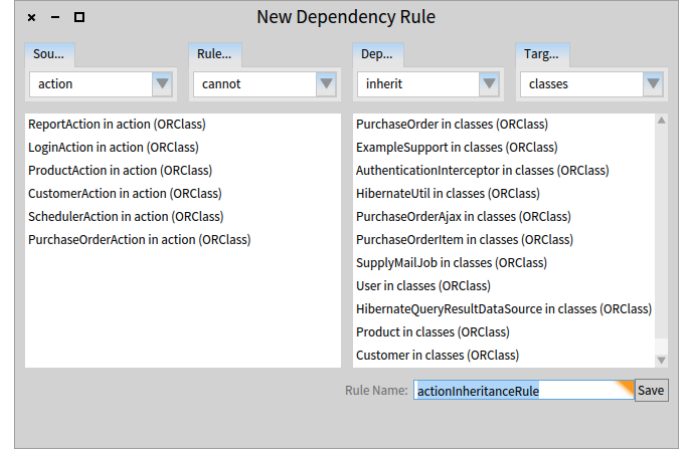 New Dependency Rule
Sou... Rule... Dep... Targ...
action cannot inherit classes
ReportAction in action (ORClass)
LoginAction in action (ORClass)
ProductAction in action (ORClass)
CustomerAction in action (ORClass)
SchedulerAction in action (ORClass)
PurchaseOrderAction in action (ORClass)
PurchaseOrder in classes (ORClass)
ExampleSupport in classes (ORClass)
AuthenticationInterceptor in classes (ORClass)
HibernateUtil in classes (ORClass)
PurchaseOrderAjax in classes (ORClass)
PurchaseOrderItem in classes (ORClass)
SupplyMailJob in classes (ORClass)
User in classes (ORClass)
HibernateQueryResultDataSource in classes (ORClass)
Product in classes (ORClass)
Customer in classes (ORClass)
Rule Name: actionInheritanceRule Save